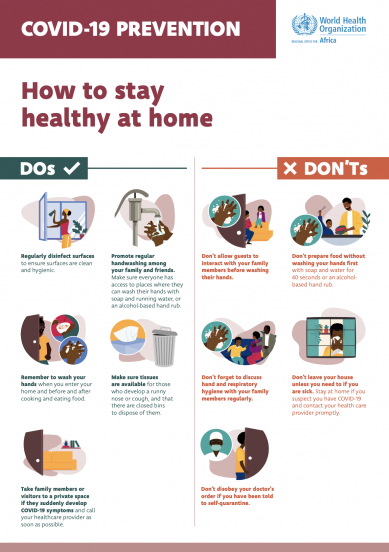 COVID-19 PREVENTION
World Health
Organization
REGIONAL OFFICE FOR Africa
How to stay
healthy at home
DOs
DON'Ts
Regularly disinfect surfaces
to ensure surfaces are clean
and hygienic.
Promote regular
handwashing among
your family and friends.
Make sure everyone has
access to places where they
can wash their hands with
soap and running water, or
an alcohol-based hand rub.
Don't allow guests to
interact with your family
members before washing
their hands.
Don't prepare food without
washing your hands first
with soap and water for
40 seconds or an alcohol-
based hand rub.
Remember to wash your
hands when you enter your
home and before and after
cooking and eating food.
Make sure tissues
are available for those
who develop a runny
nose or cough, and that
there are closed bins
to dispose of them.
Don't forget to discuss
hand and respiratory
hygiene with your family
members regularly.
Don't leave your house
unless you need to if you
are sick. Stay at home if you
suspect you have COVID-19
and contact your health care
provider promptly.
Take family members or
visitors to a private space
if they suddenly develop
COVID-19 symptoms and call
your healthcare provider as
soon as possible.
Don't disobey your doctor's
order if you have been told
to self-quarantine.